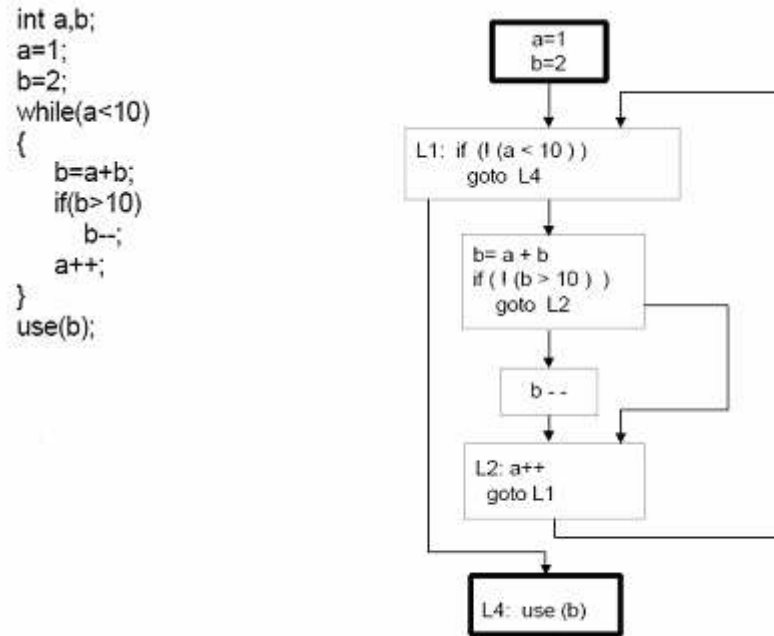 int a,b;
a=1;
b=2;
while(a<10)
{
b=a+b;
if(b>10)
b--;
a++;
}
use(b);
a=1
b=2
L1: if (! (a < 10 ) )
goto L4
b= a + b
if ( ! (b > 10 ) )
goto L2
b - -
L2: a++
goto L1
L4: use (b)